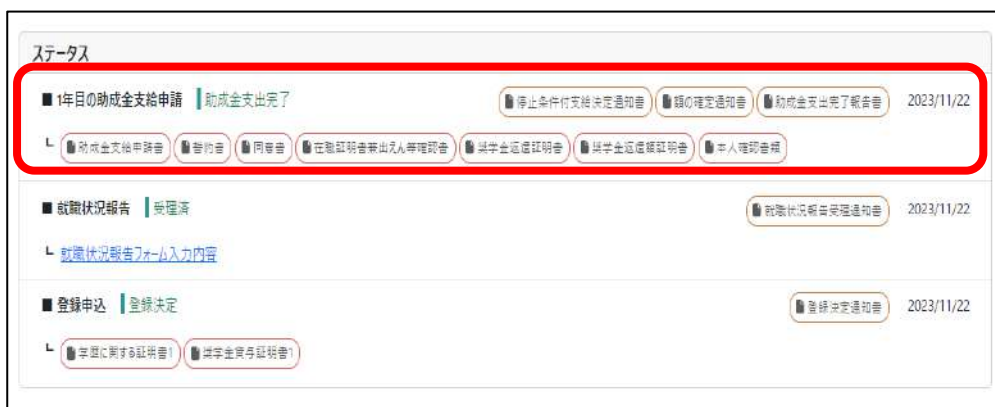 ステータス
■ 1年目の助成金支給申請 助成金支出完了 停止条件付支給決定通知書 額の確定通知書 助成金支出完了報告書 2023/11/22
└ 助成金支給申請書 誓約書 同意書 在職証明書兼出えん等確認書 奨学金返還証明書 奨学金返還額証明書 本人確認書類
■ 就職状況報告 受理済 就職状況報告受理通知書 2023/11/22
└ 就職状況報告フォーム入力内容
■ 登録申込 登録決定 登録決定通知書 2023/11/22
└ 学歴に関する証明書1 奨学金貸与証明書1